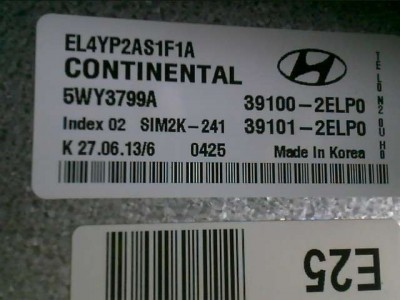 EL4YP2AS1F1A
CONTINENTAL
5WY3799A 39100-2ELP0
Index 02 SIM2K-241 39101-2ELP0
K 27.06.13/6 0425 Made In Korea
E25